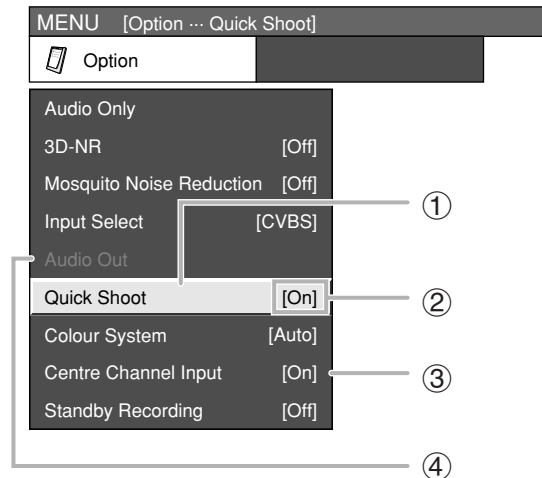 MENU [Option ··· Quick Shoot]
Option
Audio Only
3D-NR [Off]
Mosquito Noise Reduction [Off]
①
Input Select [CVBS]
Audio Out
Quick Shoot [On] ②
Colour System [Auto]
Centre Channel Input [On] ③
Standby Recording [Off]
④